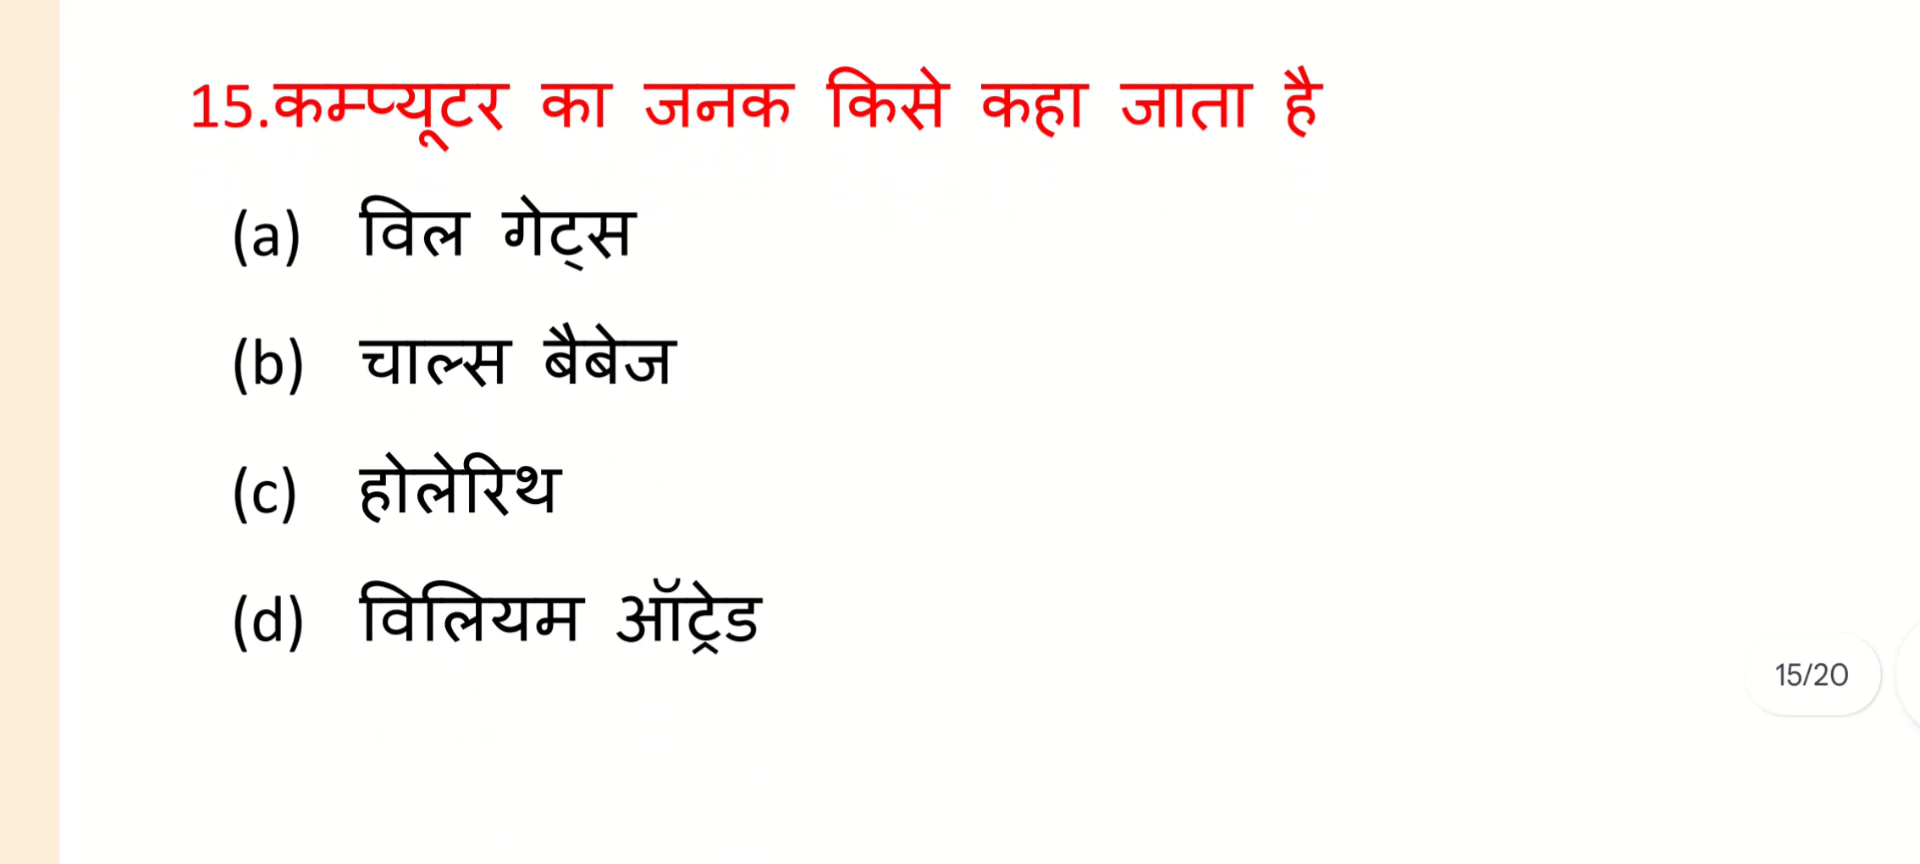 15.कम्प्यूटर का जनक किसे कहा जाता है
(a) विल गेट्स
(b) चाल्स बैबेज
(c) होलेरिथ
(d) विलियम ऑट्रेड
15/20